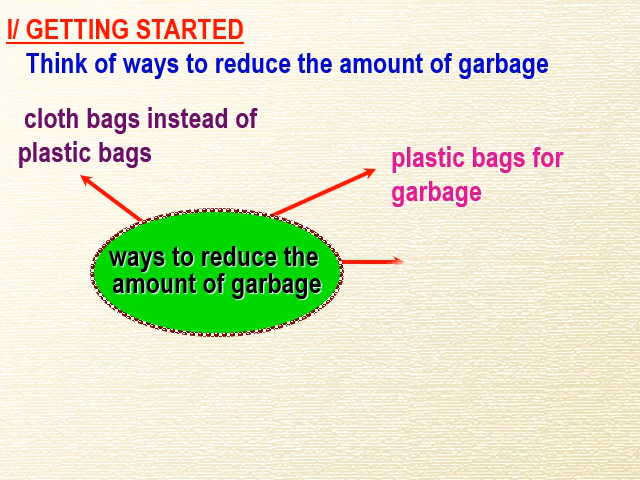 I/ GETTING STARTED
Think of ways to reduce the amount of garbage
cloth bags instead of
plastic bags
plastic bags for
garbage
ways to reduce the
amount of garbage